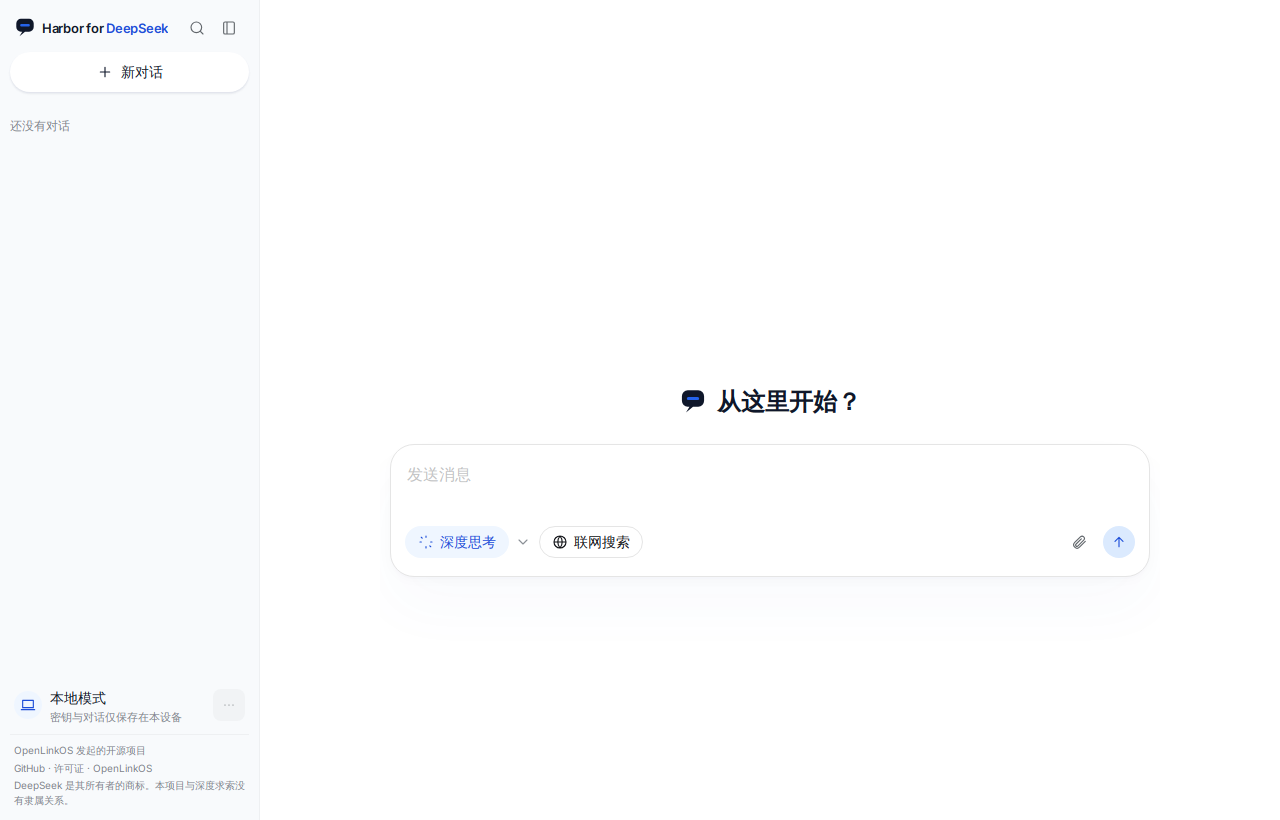 Harbor for DeepSeek
新对话
还没有对话
从这里开始？
发送消息
深度思考
联网搜索
本地模式
密钥与对话仅保存在本设备
OpenLinkOS 发起的开源项目
GitHub · 许可证 · OpenLinkOS
DeepSeek 是其所有者的商标。本项目与深度求索没
有隶属关系。